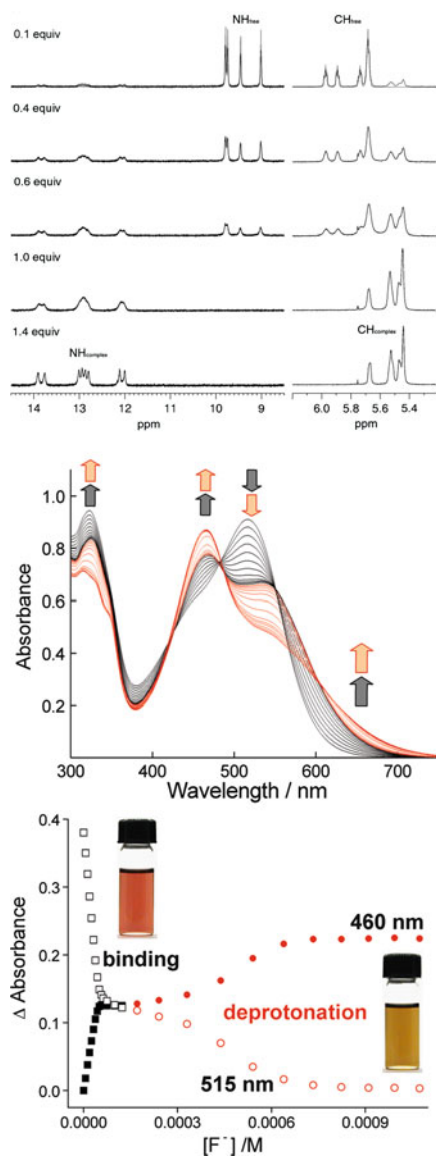 NHfree CHfree
0.1 equiv
0.4 equiv
0.6 equiv
1.0 equiv
1.4 equiv
NHcomplex CHcomplex
14 13 12 11 10 9 6.0 5.8 5.6 5.4
ppm ppm
1.0
0.8
0.6
0.4
0.2
Absorbance
300 400 500 600 700
Wavelength / nm
0.4
0.3
0.2
0.1
0.0
Δ Absorbance
binding
460 nm
deprotonation
515 nm
0.0000 0.0003 0.0006 0.0009
[F⁻] /M